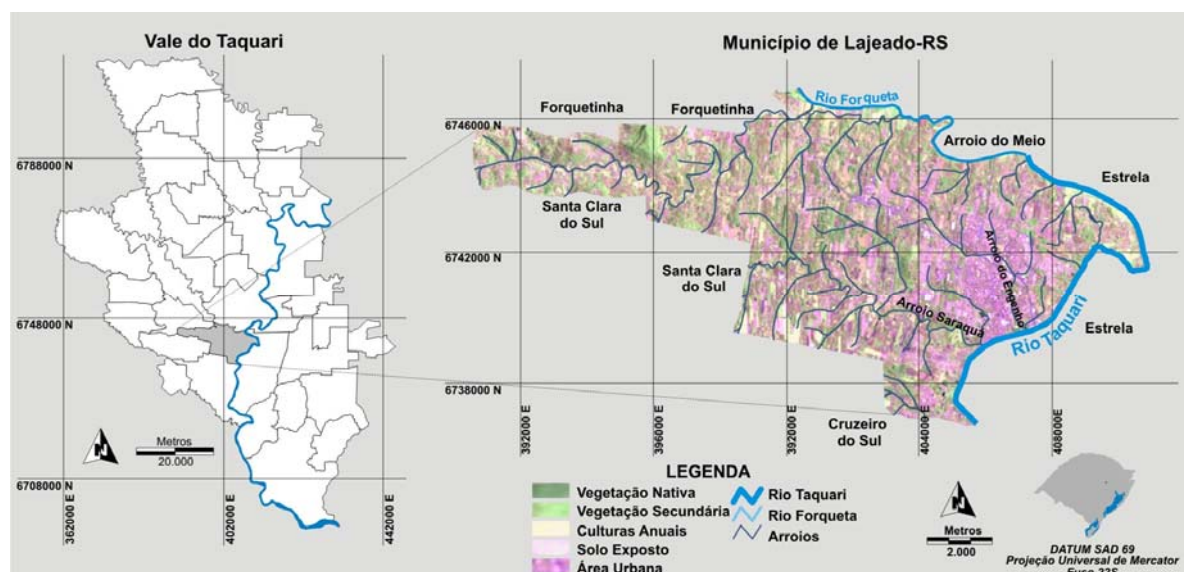 Vale do Taquari
6788000 N
6748000 N
6708000 N
362000 E
402000 E
442000 E
N
Metros
20.000
Município de Lajeado-RS
Forquetinha
Forquetinha
Rio Forqueta
6746000 N
Arroio do Meio
Estrela
Santa Clara
do Sul
6742000 N
Santa Clara
do Sul
Arroio do Engenho
Arroio Saraquá
Rio Taquari
Estrela
6738000 N
Cruzeiro
do Sul
392000 E
396000 E
392000 E
404000 E
408000E
LEGENDA
Vegetação Nativa
Vegetação Secundária
Culturas Anuais
Solo Exposto
Área Urbana
Rio Taquari
Rio Forqueta
Arroios
N
Metros
2.000
DATUM SAD 69
Projeção Universal de Mercator
Fuso 22S